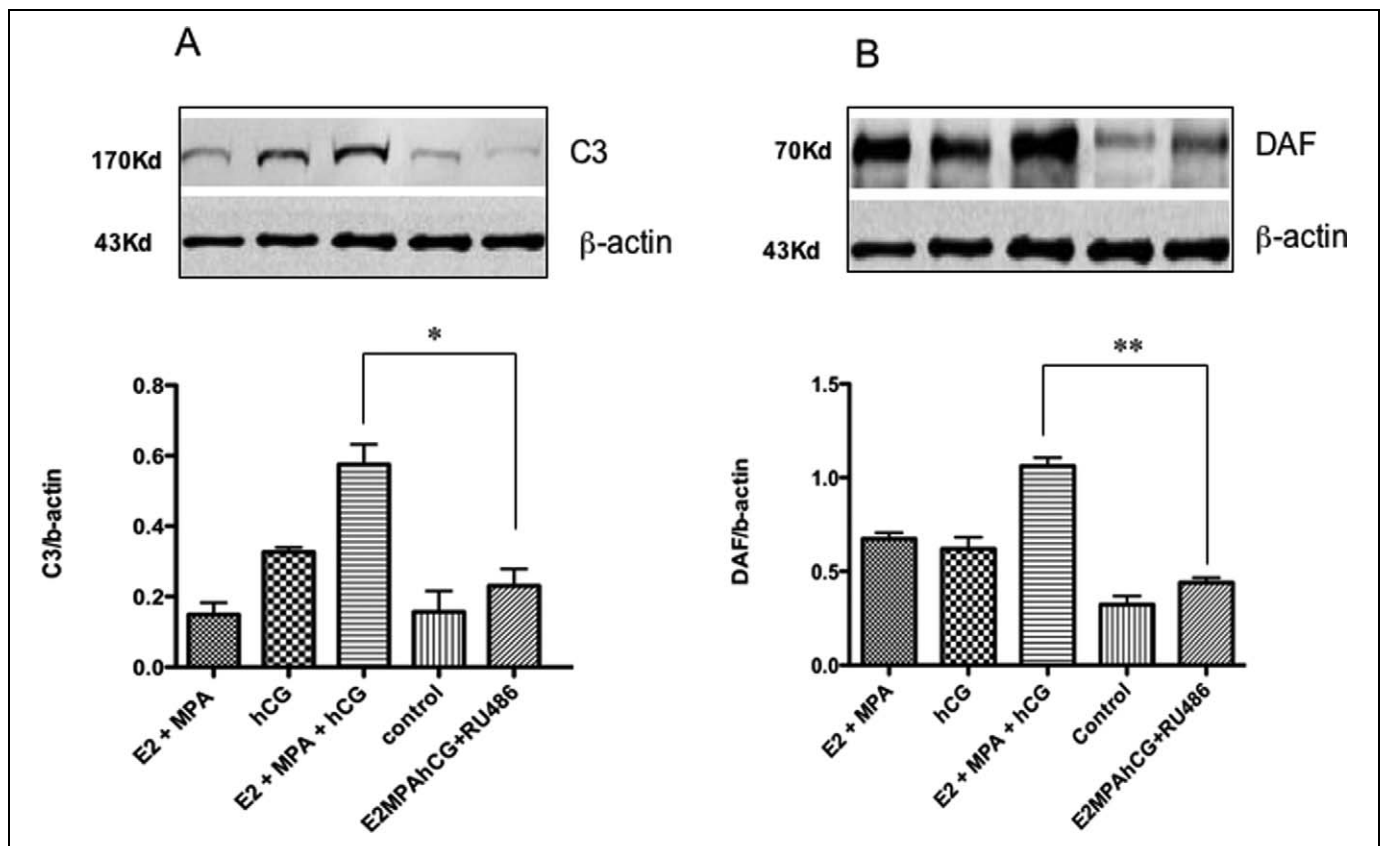 A
170Kd
C3
43Kd
β-actin
*
C3/b-actin
0.8
0.6
0.4
0.2
0.0
E2 + MPA
hCG
E2 + MPA + hCG
control
E2MPAhCG+RU486
B
70Kd
DAF
43Kd
β-actin
**
DAF/b-actin
1.5
1.0
0.5
0.0
E2 + MPA
hCG
E2 + MPA + hCG
Control
E2MPAhCG+RU486